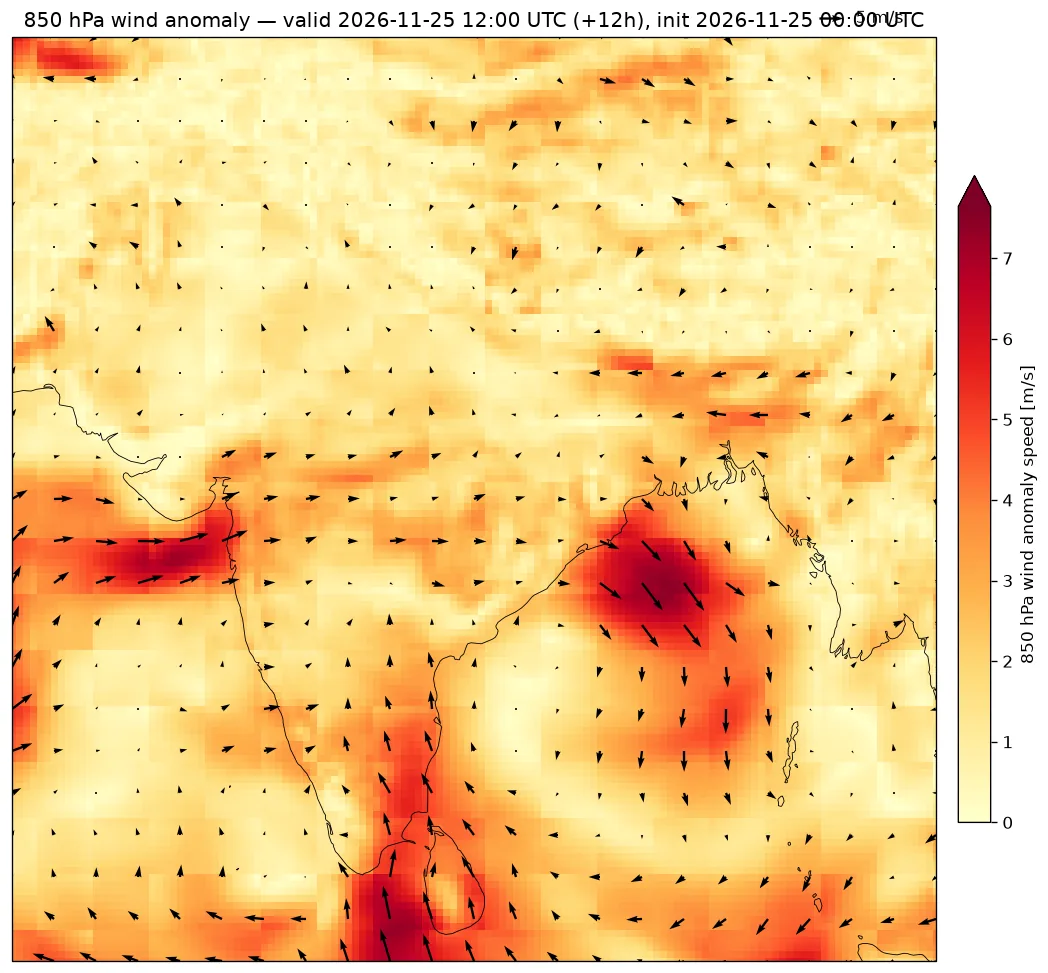 850 hPa wind anomaly — valid 2026-11-25 12:00 UTC (+12h), init 2026-11-25 00:00 UTC
5 m/s
7
6
5
4
3
2
1
0
850 hPa wind anomaly speed [m/s]